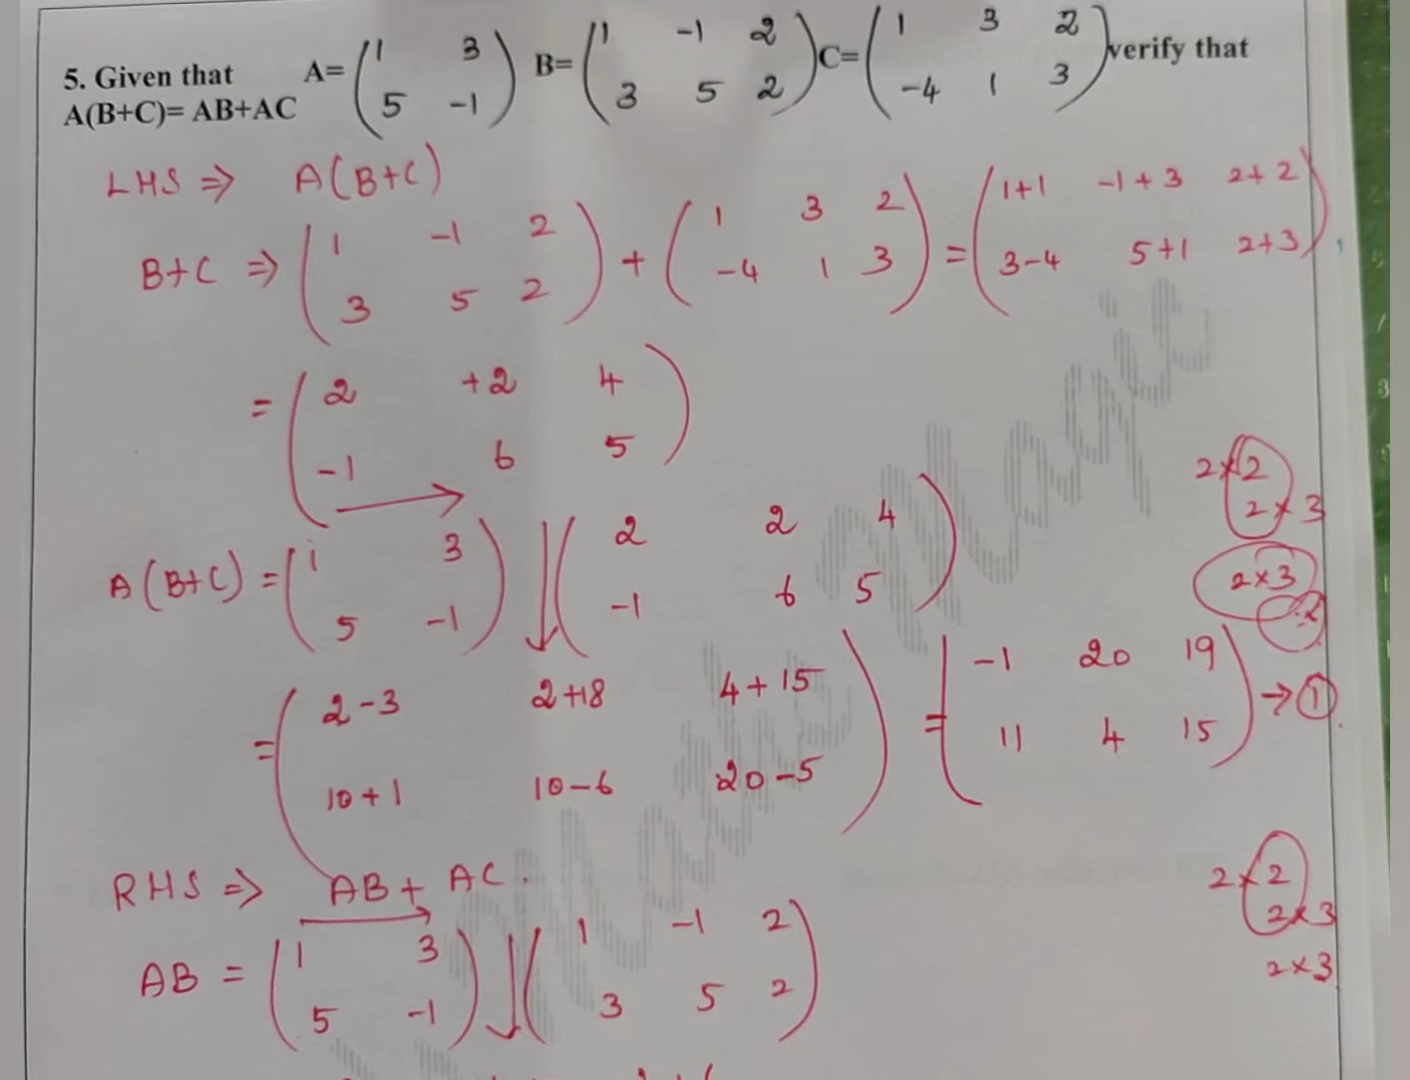 5. Given that A= ( 1 3 ) B= ( 1 -1 2 ) C= ( 1 3 2 ) verify that
( 5 -1 ) ( 3 5 2 ) ( -4 1 3 )
A(B+C)= AB+AC
LHS ⇒ A(B+C)
B+C ⇒ ( 1 -1 2 ) + ( 1 3 2 ) = ( 1+1 -1+3 2+2 )
( 3 5 2 ) ( -4 1 3 ) ( 3-4 5+1 2+3 )
= ( 2 +2 4 )
( -1 6 5 )
2×2
2×3
2×3
A(B+C) = ( 1 3 ) ( 2 2 4 )
( 5 -1 ) ( -1 6 5 )
= ( 2-3 2+18 4+15 ) = ( -1 20 19 ) → ①
( 10+1 10-6 20-5 ) ( 11 4 15 )
RHS ⇒ AB + AC.
AB = ( 1 3 ) ( 1 -1 2 )
( 5 -1 ) ( 3 5 2 )
2×2
2×3
2×3